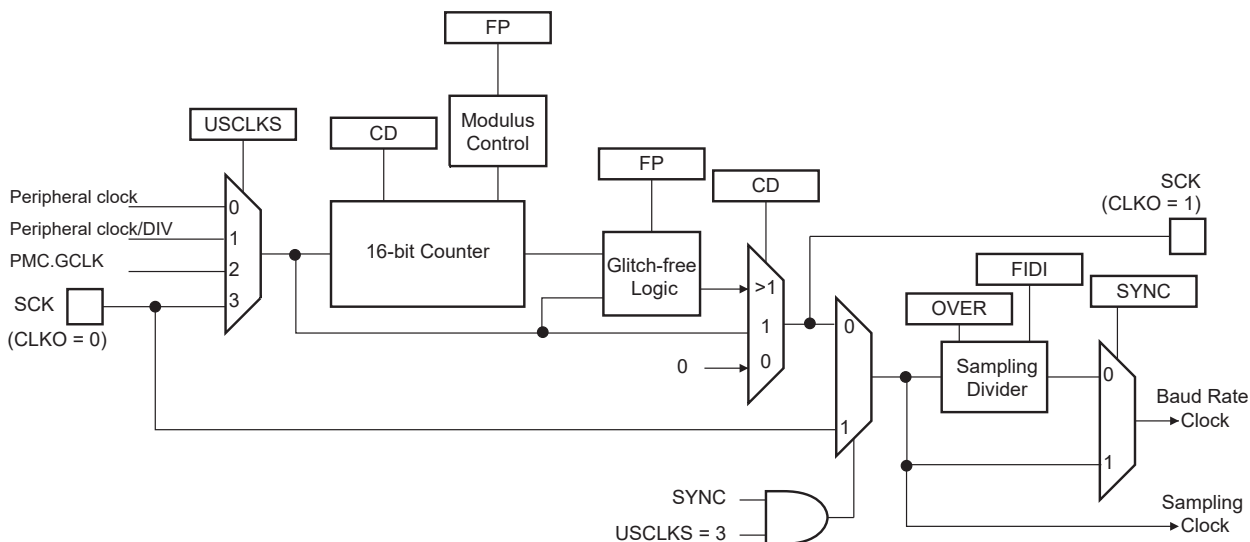 FP
USCLKS
CD
Modulus
Control
FP
CD
SCK
(CLKO = 1)
Peripheral clock
0
Peripheral clock/DIV
1
16-bit Counter
PMC.GCLK
2
Glitch-free
Logic
>1
FIDI
SCK
3
OVER
SYNC
(CLKO = 0)
1
0
0
0
Sampling
Divider
0
Baud Rate
Clock
1
1
SYNC
USCLKS = 3
Sampling
Clock